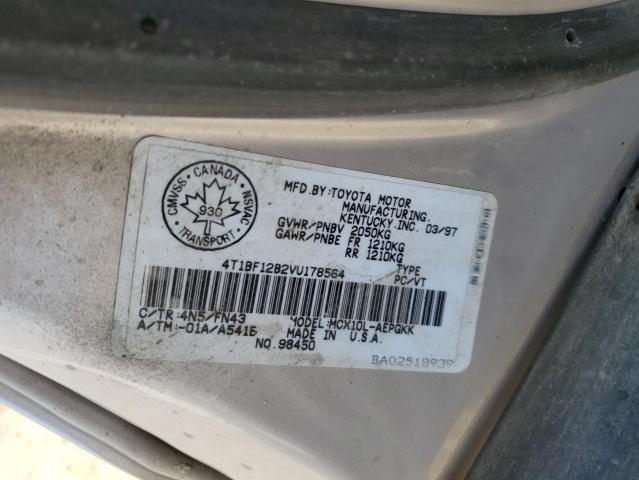 CMVSS • CANADA • NSVAC
930
TRANSPORT
MFD.BY:TOYOTA MOTOR
MANUFACTURING,
KENTUCKY,INC. 03/97
GVWR/PNBV 2050KG
GAWR/PNBE FR 1210KG
RR 1210KG
4T1BF12B2VU178564
TYPE
PC/VT
C/TR:4N5/FN43
MODEL:MCX10L-AEPGKK
A/TM:-01A/A541E
MADE IN U.S.A.
NO.98450
BA02518939